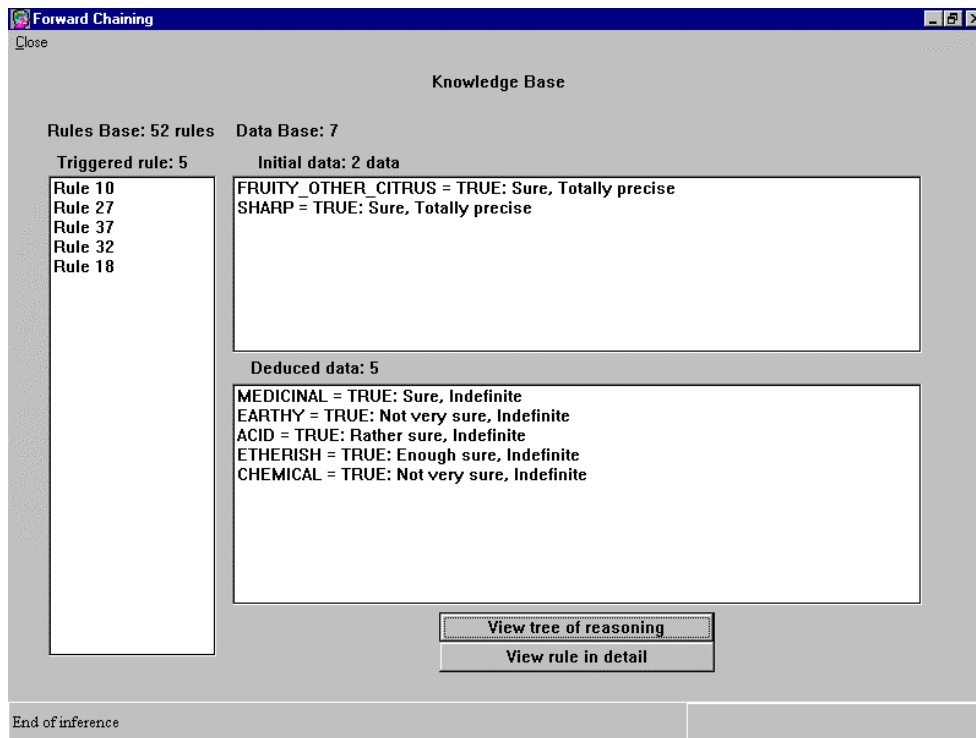 Forward Chaining
Close
Knowledge Base
Rules Base: 52 rules Data Base: 7
Triggered rule: 5 Initial data: 2 data
Rule 10
Rule 27
Rule 37
Rule 32
Rule 18
FRUITY_OTHER_CITRUS = TRUE: Sure, Totally precise
SHARP = TRUE: Sure, Totally precise
Deduced data: 5
MEDICINAL = TRUE: Sure, Indefinite
EARTHY = TRUE: Not very sure, Indefinite
ACID = TRUE: Rather sure, Indefinite
ETHERISH = TRUE: Enough sure, Indefinite
CHEMICAL = TRUE: Not very sure, Indefinite
View tree of reasoning
View rule in detail
End of inference